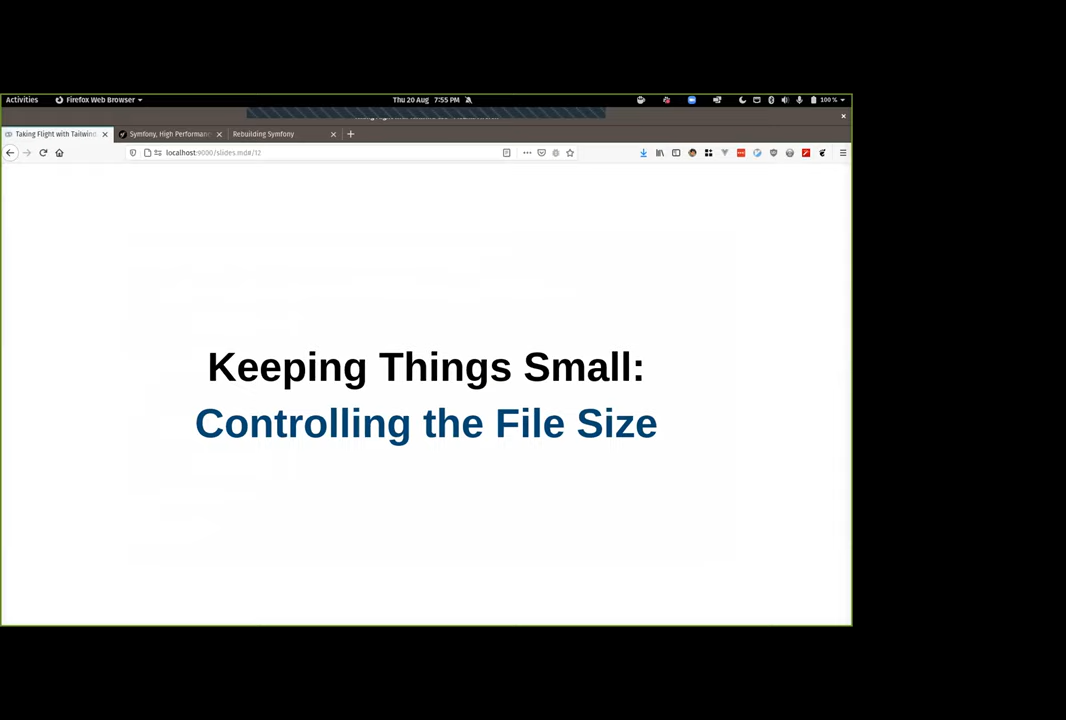 Activities
Firefox Web Browser
Thu 20 Aug 7:55 PM
100 %
Taking Flight with Tailwind
Symfony, High Performan
Rebuilding Symfony
localhost:9000/slides.md#/12
Keeping Things Small:
Controlling the File Size